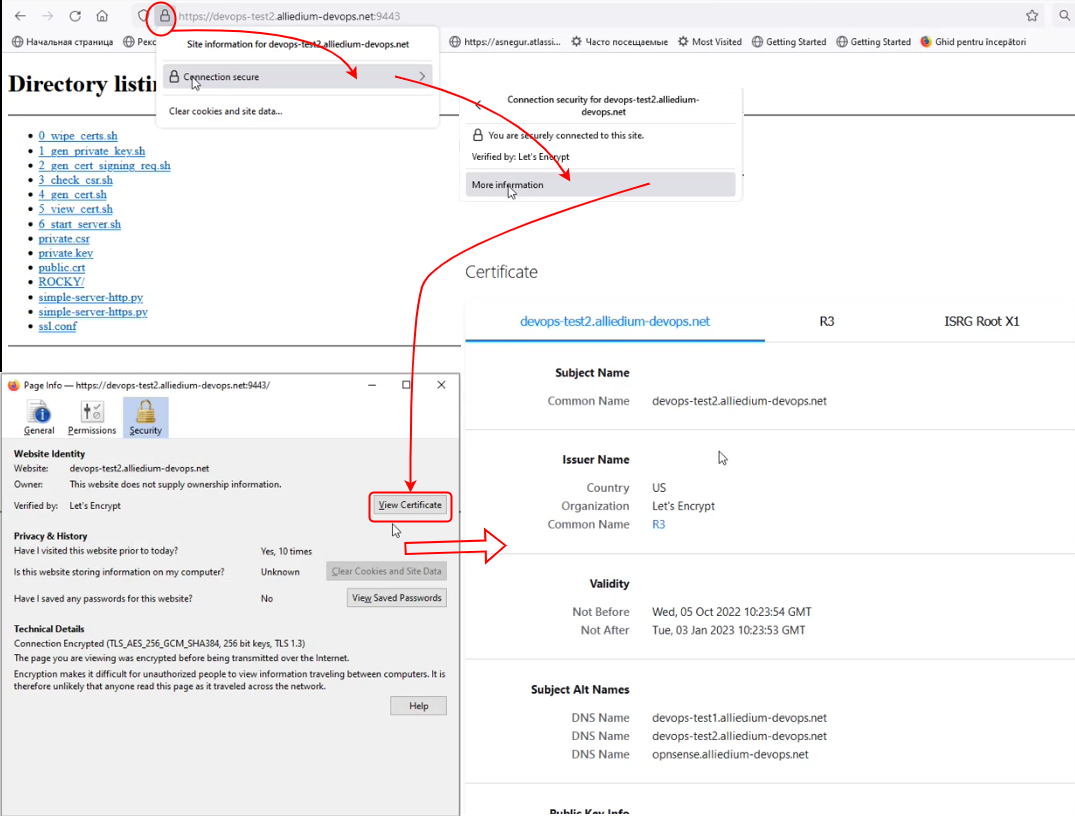 https://devops-test2.alliedium-devops.net:9443
Начальная страница
https://asnegur.atlassi...
Часто посещаемые
Most Visited
Getting Started
Getting Started
Ghid pentru începători
Site information for devops-test2.alliedium-devops.net
Connection secure
Clear cookies and site data...
Directory listi
0_wipe_certs.sh
1_gen_private_key.sh
2_gen_cert_signing_req.sh
3_check_csr.sh
4_gen_cert.sh
5_view_cert.sh
6_start_server.sh
private.csr
private.key
public.crt
ROCKY/
simple-server-http.py
simple-server-https.py
ssl.conf
Connection security for devops-test2.alliedium-
devops.net
You are securely connected to this site.
Verified by: Let's Encrypt
More information
Page Info — https://devops-test2.alliedium-devops.net:9443/
General
Permissions
Security
Website Identity
Website: devops-test2.alliedium-devops.net
Owner: This website does not supply ownership information.
Verified by: Let's Encrypt
View Certificate
Privacy & History
Have I visited this website prior to today? Yes, 10 times
Is this website storing information on my computer? Unknown
Clear Cookies and Site Data
Have I saved any passwords for this website? No
View Saved Passwords
Technical Details
Connection Encrypted (TLS_AES_256_GCM_SHA384, 256 bit keys, TLS 1.3)
The page you are viewing was encrypted before being transmitted over the Internet.
Encryption makes it difficult for unauthorized people to view information traveling between computers. It is
therefore unlikely that anyone read this page as it traveled across the network.
Help
Certificate
devops-test2.alliedium-devops.net
R3
ISRG Root X1
Subject Name
Common Name devops-test2.alliedium-devops.net
Issuer Name
Country US
Organization Let's Encrypt
Common Name R3
Validity
Not Before Wed, 05 Oct 2022 10:23:54 GMT
Not After Tue, 03 Jan 2023 10:23:53 GMT
Subject Alt Names
DNS Name devops-test1.alliedium-devops.net
DNS Name devops-test2.alliedium-devops.net
DNS Name opnsense.alliedium-devops.net
Public Key Info